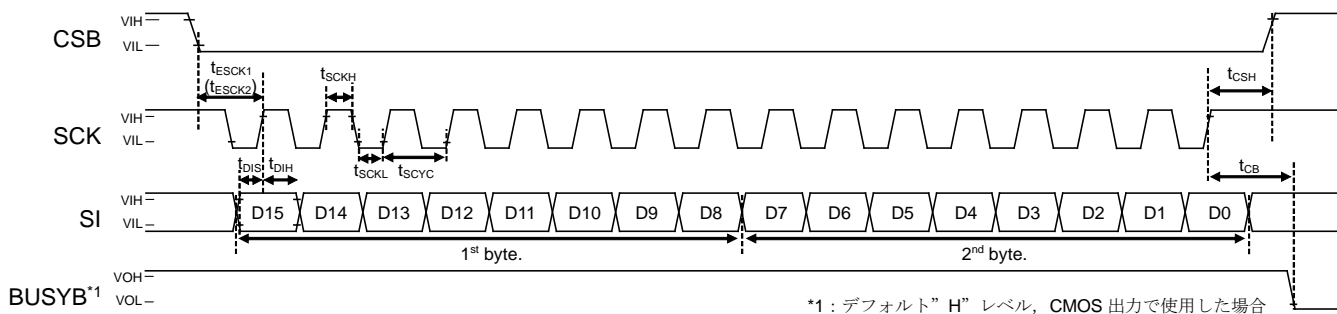 CSB
VIH
VIL
tESCK1
(tESCK2)
tSCKH
tCSH
SCK
VIH
VIL
tDIS
tDIH
tSCKL
tSCYC
tCB
SI
VIH
VIL
D15 D14 D13 D12 D11 D10 D9 D8 D7 D6 D5 D4 D3 D2 D1 D0
1st byte.
2nd byte.
BUSYB*1
VOH
VOL
*1 : デフォルト” H” レベル, CMOS 出力で使用した場合